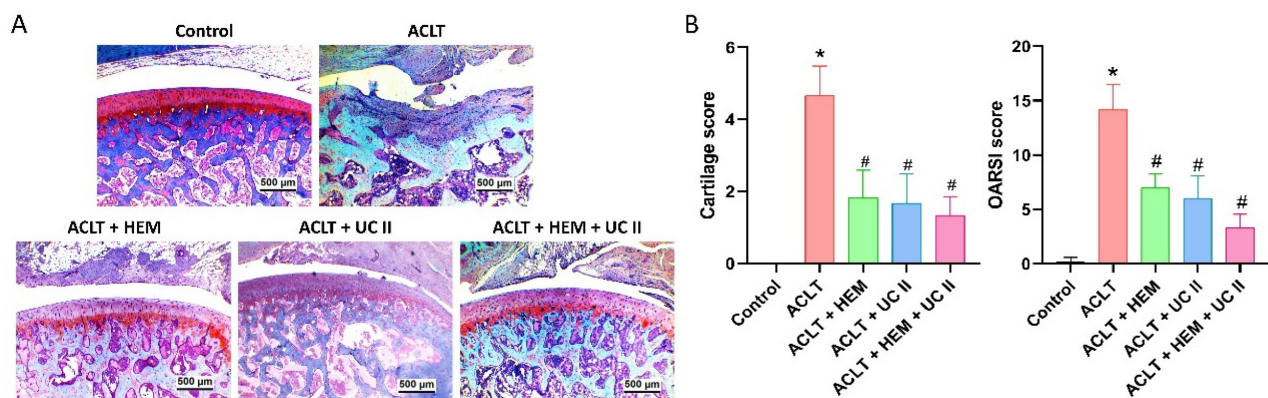 A
Control
ACLT
500 µm
500 µm
ACLT + HEM
ACLT + UC II
ACLT + HEM + UC II
500 µm
500 µm
500 µm
B
Cartilage score
6
4
2
0
*
#
#
#
Control
ACLT
ACLT + HEM
ACLT + UC II
ACLT + HEM + UC II
OARSI score
20
15
10
5
0
*
#
#
#
Control
ACLT
ACLT + HEM
ACLT + UC II
ACLT + HEM + UC II